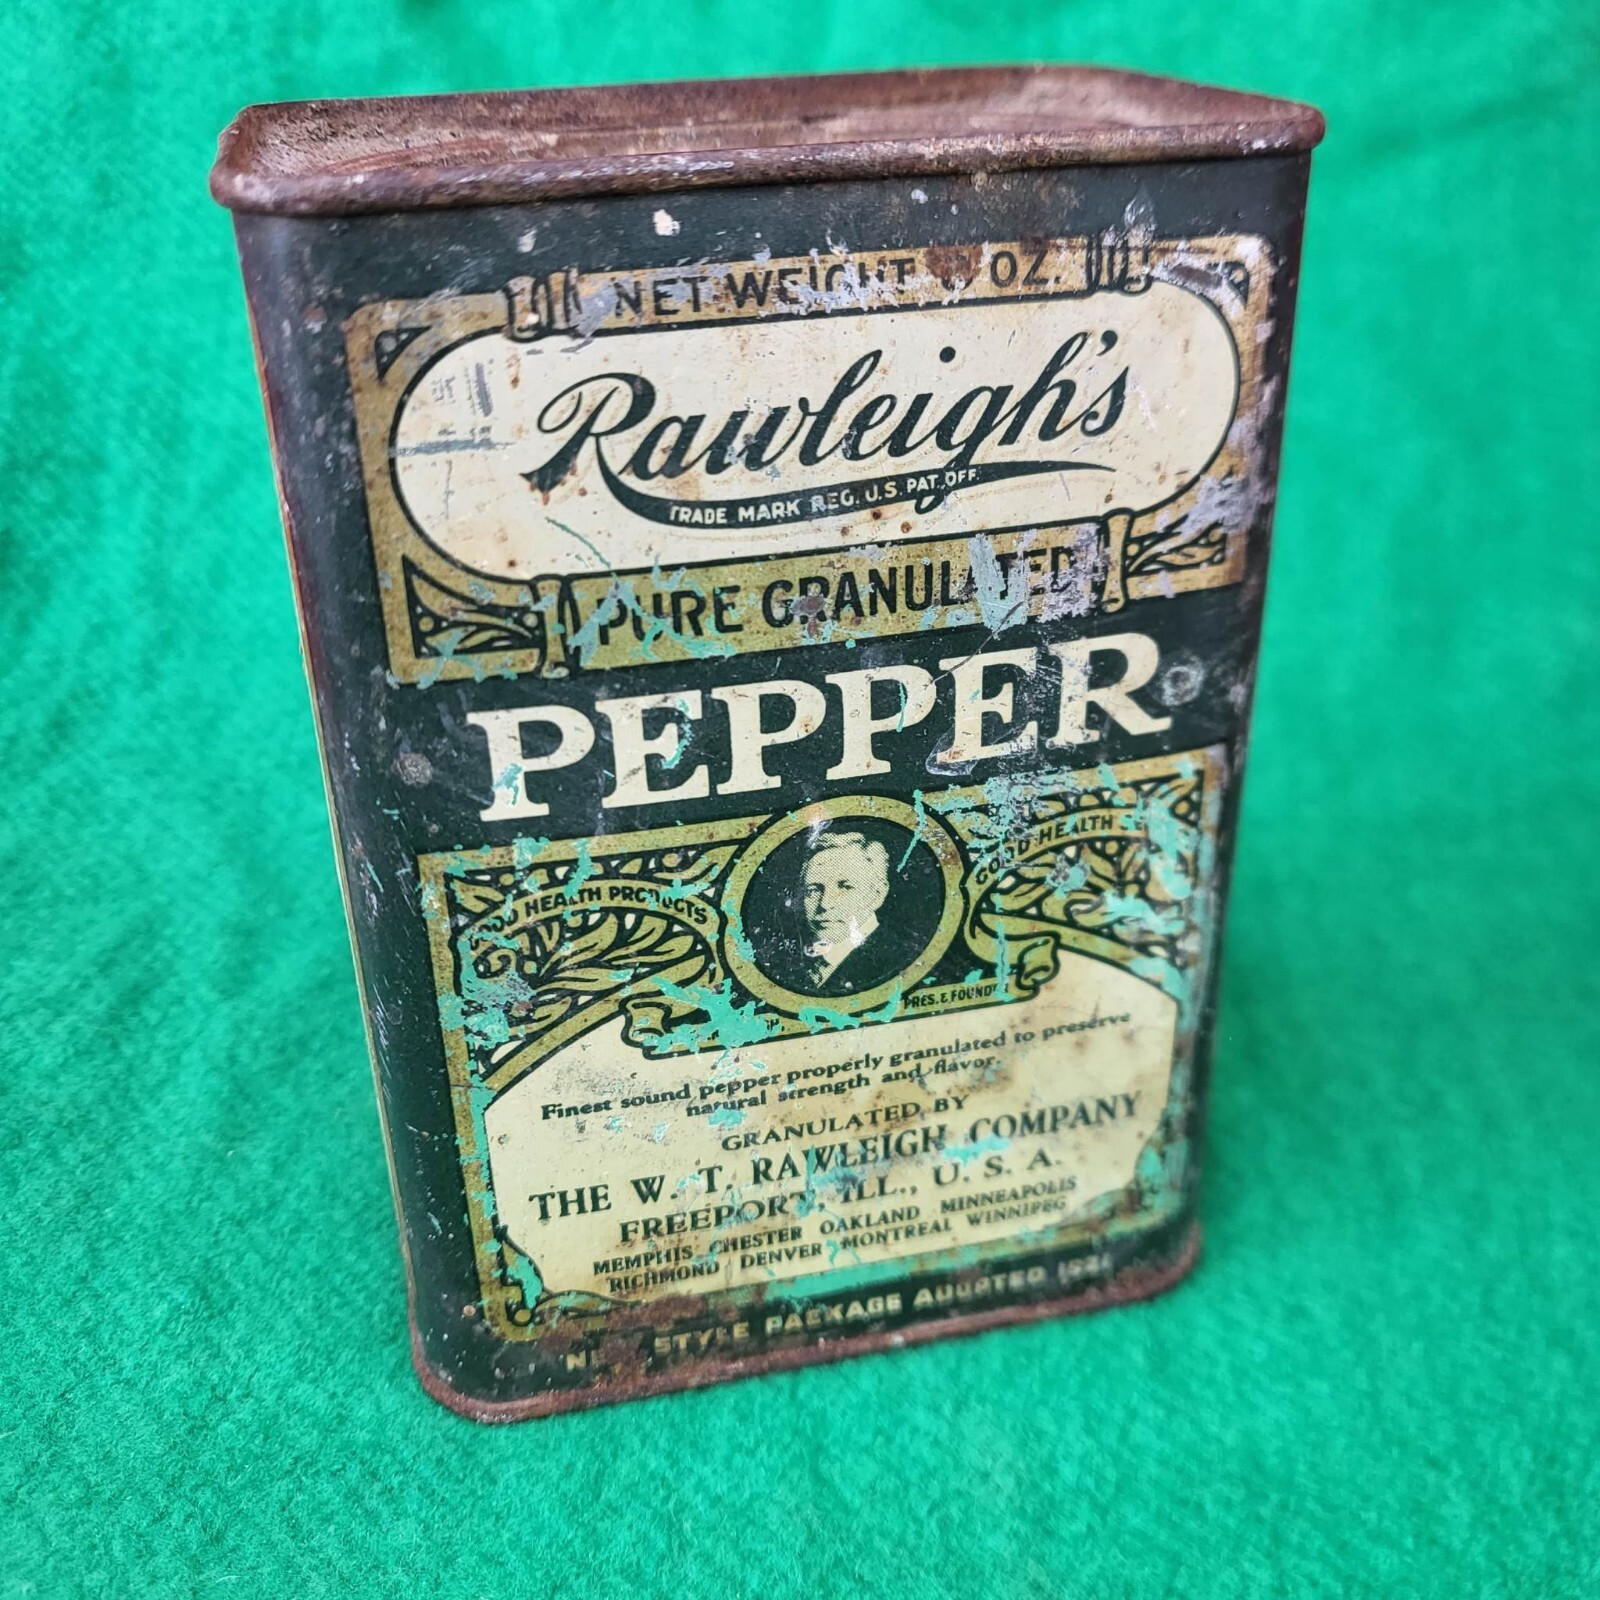 NET WEIGHT OZ.
Rawleigh's
TRADE MARK REG. U.S. PAT. OFF.
PURE GRANULATED
PEPPER
GOOD HEALTH PRODUCTS
GOOD HEALTH
PRES. & FOUNDER
Finest sound pepper properly granulated to preserve
natural strength and flavor.
GRANULATED BY
THE W. T. RAWLEIGH COMPANY
FREEPORT, ILL., U. S. A.
MEMPHIS CHESTER OAKLAND MINNEAPOLIS
RICHMOND DENVER MONTREAL WINNIPEG
NEW STYLE PACKAGE ADOPTED